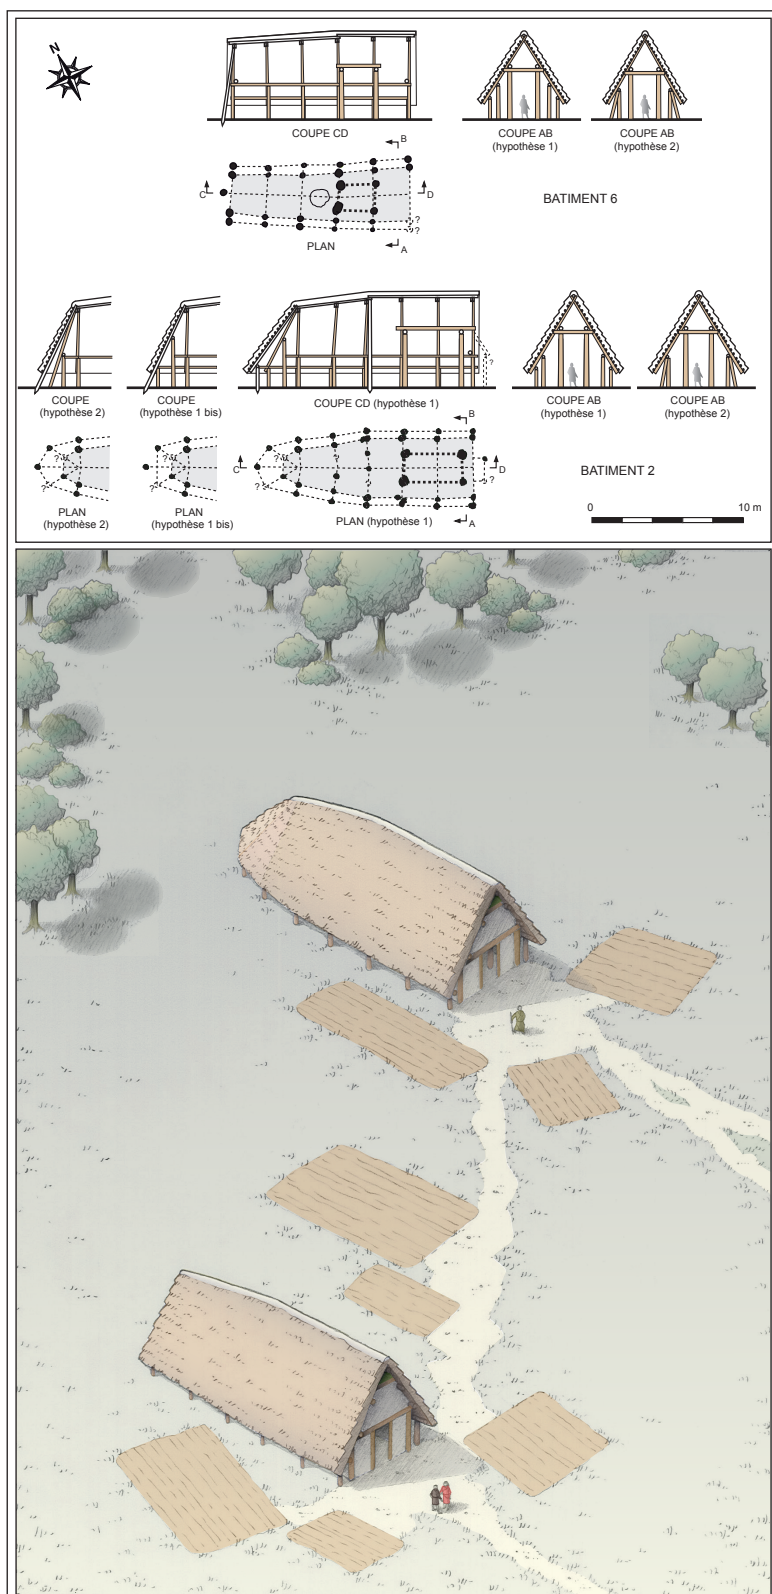 N
COUPE CD
COUPE AB
(hypothèse 1)
COUPE AB
(hypothèse 2)
B
C
D
?
?
A
PLAN
BATIMENT 6
COUPE
(hypothèse 2)
COUPE
(hypothèse 1 bis)
?
COUPE CD (hypothèse 1)
COUPE AB
(hypothèse 1)
COUPE AB
(hypothèse 2)
B
?
?
PLAN
(hypothèse 2)
?
?
PLAN
(hypothèse 1 bis)
C
?
?
?
D
A
PLAN (hypothèse 1)
BATIMENT 2
0
10 m